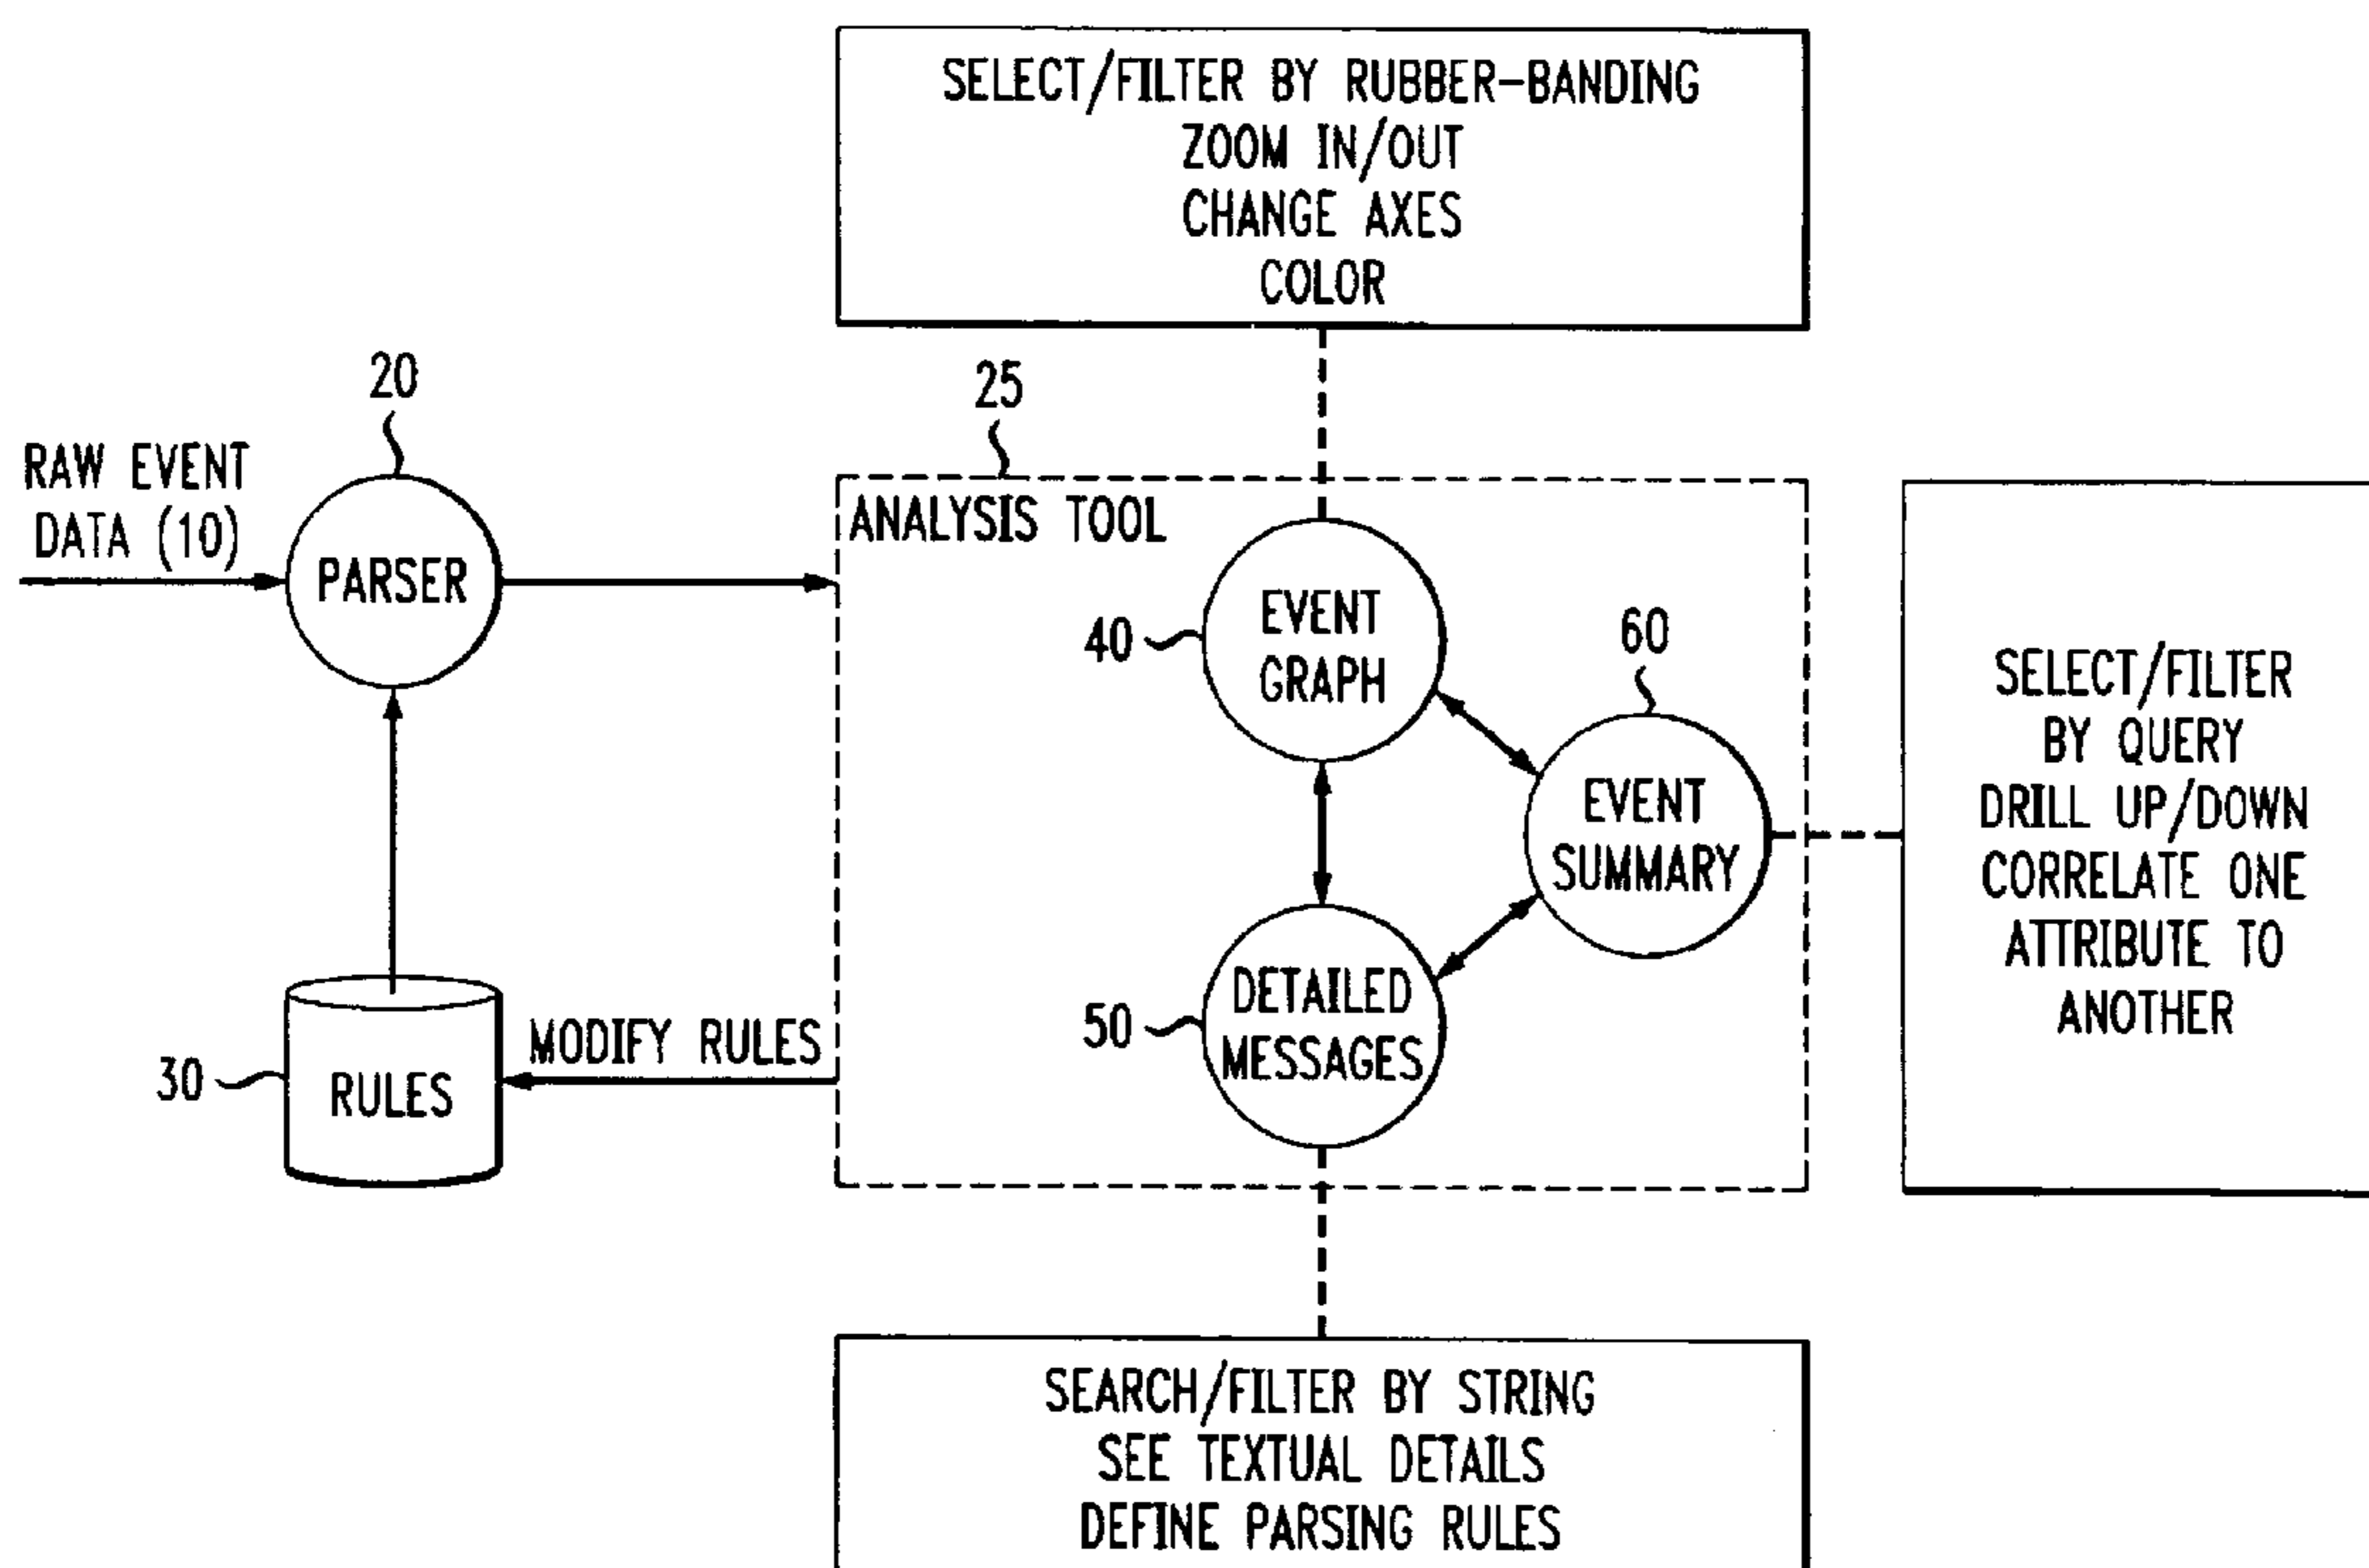 SELECT/FILTER BY RUBBER-BANDING
ZOOM IN/OUT
CHANGE AXES
COLOR
20
25
RAW EVENT
DATA (10)
PARSER
ANALYSIS TOOL
40
EVENT
GRAPH
60
EVENT
SUMMARY
SELECT/FILTER
BY QUERY
DRILL UP/DOWN
CORRELATE ONE
ATTRIBUTE TO
ANOTHER
50
DETAILED
MESSAGES
MODIFY RULES
30
RULES
SEARCH/FILTER BY STRING
SEE TEXTUAL DETAILS
DEFINE PARSING RULES